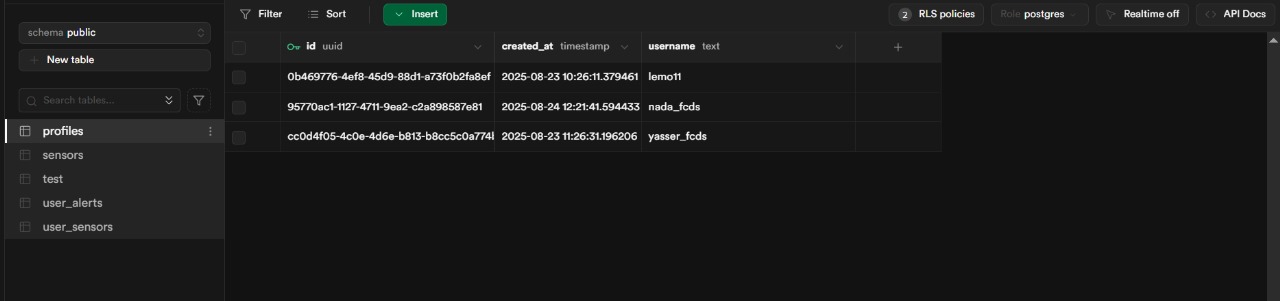 Filter Sort Insert 2 RLS policies Role postgres Realtime off API Docs
schema public
New table
Search tables...
profiles
sensors
test
user_alerts
user_sensors
id uuid created_at timestamp username text
0b469776-4ef8-45d9-88d1-a73f0b2fa8ef 2025-08-23 10:26:11.379461 lemo11
95770ac1-1127-4711-9ea2-c2a898587e81 2025-08-24 12:21:41.594433 nada_fcds
cc0d4f05-4c0e-4d6e-b813-b8cc5c0a774 2025-08-23 11:26:31.196206 yasser_fcds